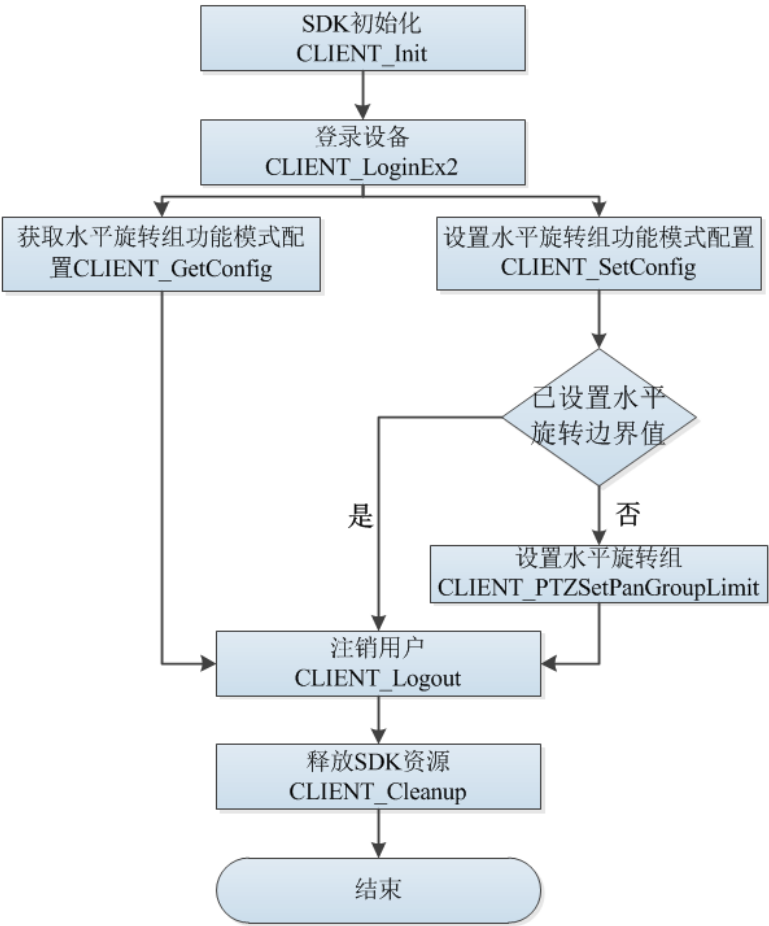 SDK初始化
CLIENT_Init
登录设备
CLIENT_LoginEx2
获取水平旋转组功能模式配
置CLIENT_GetConfig
设置水平旋转组功能模式配置
CLIENT_SetConfig
已设置水平
旋转边界值
是
否
设置水平旋转组
CLIENT_PTZSetPanGroupLimit
注销用户
CLIENT_Logout
释放SDK资源
CLIENT_Cleanup
结束